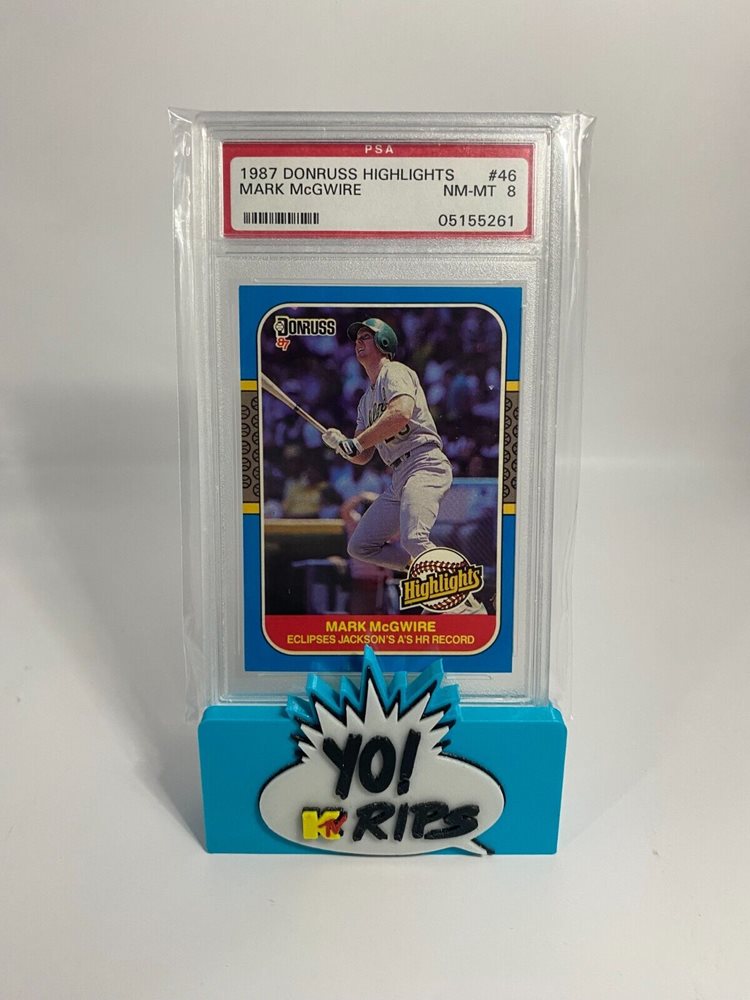 PSA
1987 DONRUSS HIGHLIGHTS #46
MARK McGWIRE NM-MT 8
05155261
DONRUSS
'87
Highlights
MARK McGWIRE
ECLIPSES JACKSON'S A'S HR RECORD
YO!
KTV RIPS